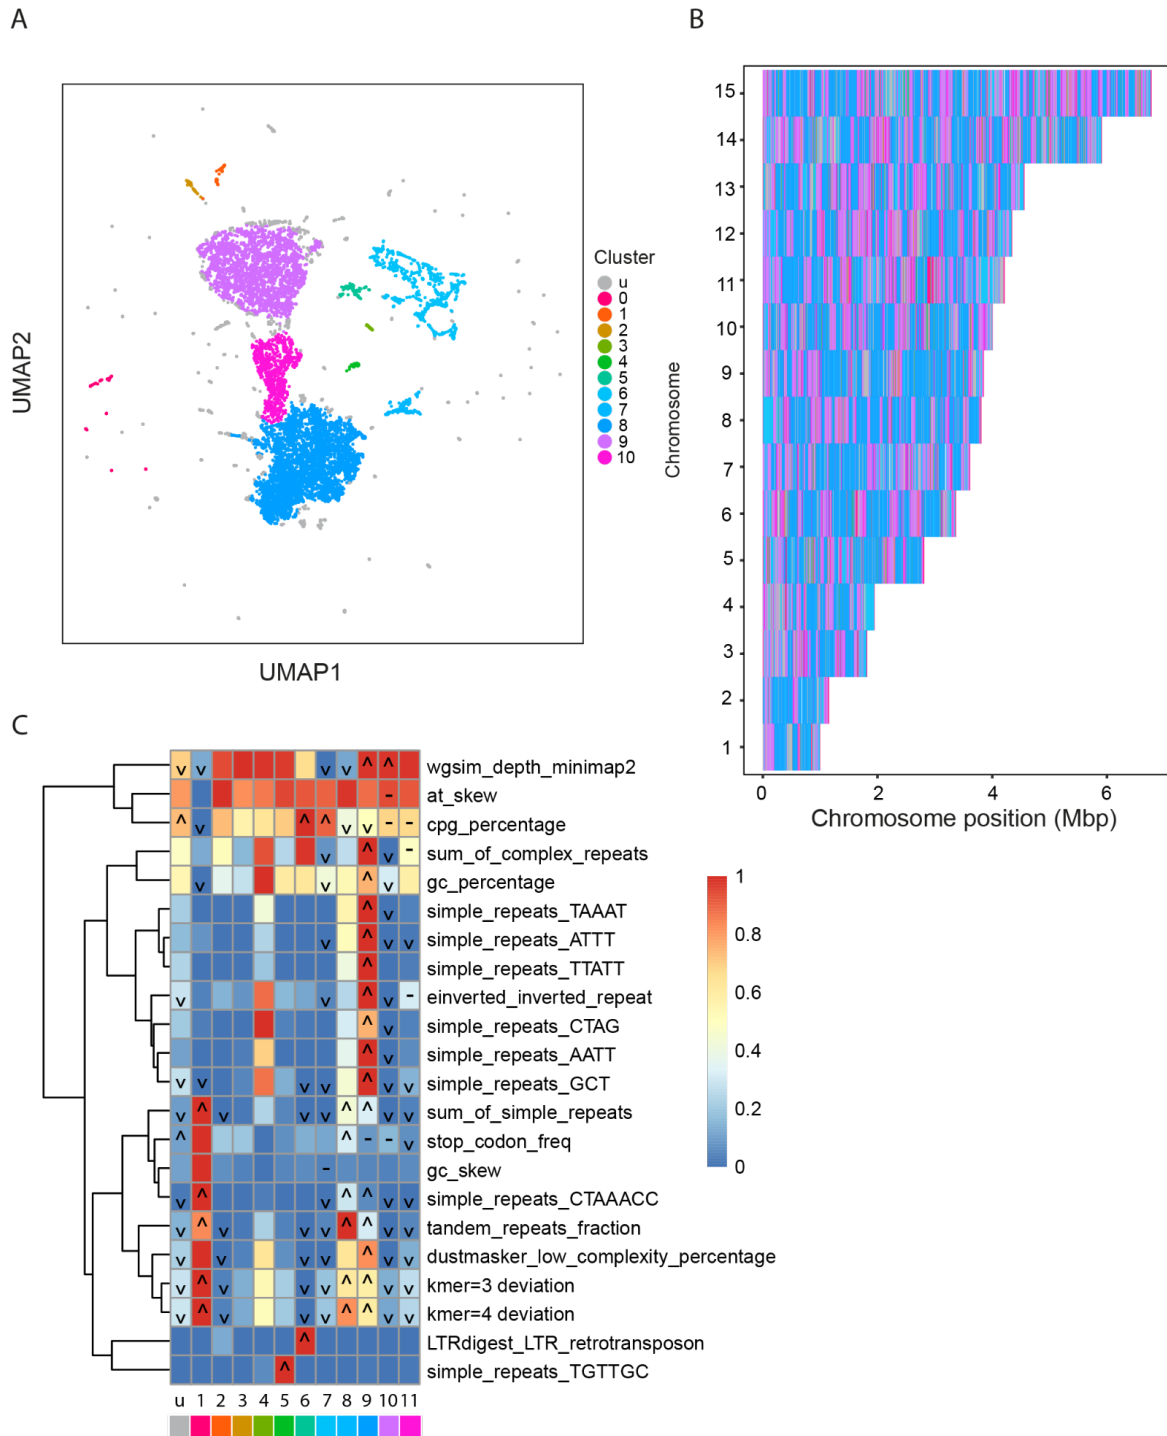 A
B
UMAP2
UMAP1
Cluster
u
0
1
2
3
4
5
6
7
8
9
10
Chromosome
15
14
13
12
11
10
9
8
7
6
5
4
3
2
1
0
2
4
6
Chromosome position (Mbp)
C
wgsim_depth_minimap2
at_skew
cpg_percentage
sum_of_complex_repeats
gc_percentage
simple_repeats_TAAAT
simple_repeats_ATTT
simple_repeats_TTATT
einverted_inverted_repeat
simple_repeats_CTAG
simple_repeats_AATT
simple_repeats_GCT
sum_of_simple_repeats
stop_codon_freq
gc_skew
simple_repeats_CTAAACC
tandem_repeats_fraction
dustmasker_low_complexity_percentage
kmer=3 deviation
kmer=4 deviation
LTRdigest_LTR_retrotransposon
simple_repeats_TGTTGC
u 1 2 3 4 5 6 7 8 9 10 11
1
0.8
0.6
0.4
0.2
0